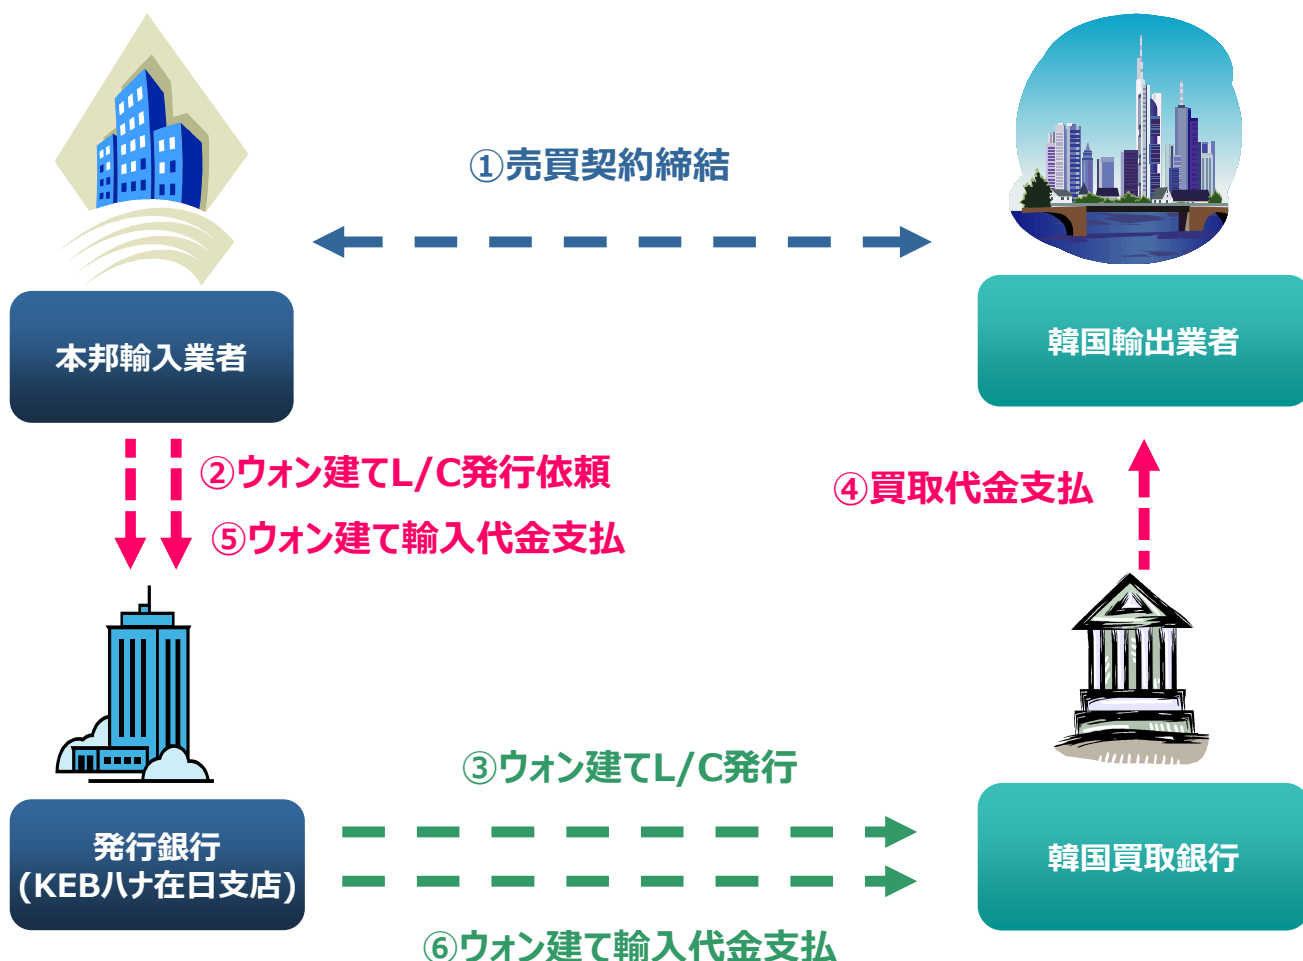 ①売買契約締結
本邦輸入業者
韓国輸出業者
②ウォン建てL/C発行依頼
⑤ウォン建て輸入代金支払
④買取代金支払
③ウォン建てL/C発行
発行銀行
(KEBハナ在日支店)
韓国買取銀行
⑥ウォン建て輸入代金支払